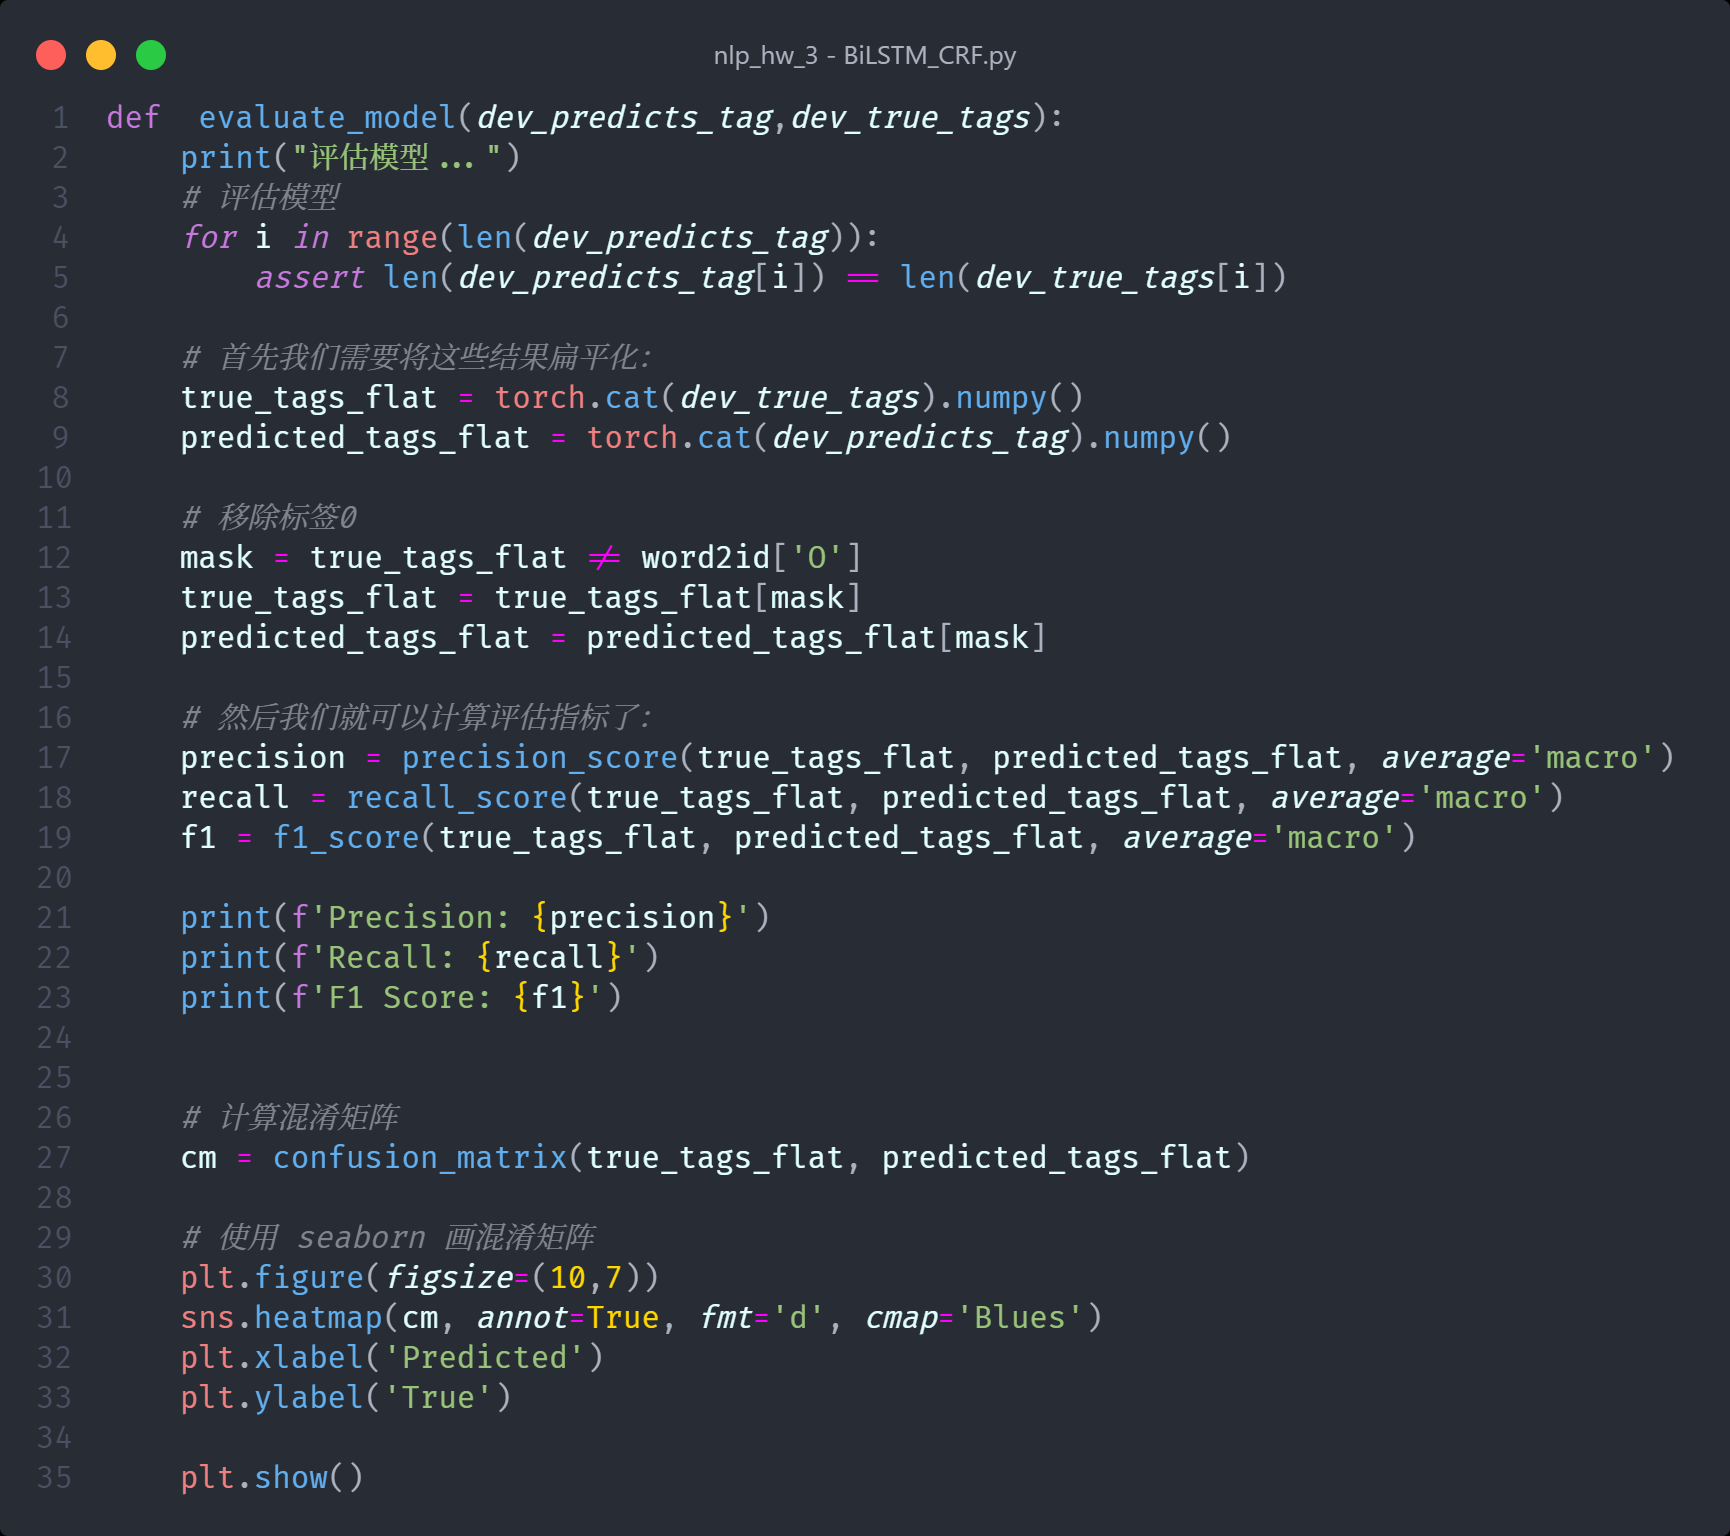 nlp_hw_3 - BiLSTM_CRF.py
1 def  evaluate_model(dev_predicts_tag,dev_true_tags):
2     print("评估模型...")
3     # 评估模型
4     for i in range(len(dev_predicts_tag)):
5         assert len(dev_predicts_tag[i]) == len(dev_true_tags[i])
6
7     # 首先我们需要将这些结果扁平化:
8     true_tags_flat = torch.cat(dev_true_tags).numpy()
9     predicted_tags_flat = torch.cat(dev_predicts_tag).numpy()
10
11     # 移除标签O
12     mask = true_tags_flat != word2id['O']
13     true_tags_flat = true_tags_flat[mask]
14     predicted_tags_flat = predicted_tags_flat[mask]
15
16     # 然后我们就可以计算评估指标了:
17     precision = precision_score(true_tags_flat, predicted_tags_flat, average='macro')
18     recall = recall_score(true_tags_flat, predicted_tags_flat, average='macro')
19     f1 = f1_score(true_tags_flat, predicted_tags_flat, average='macro')
20
21     print(f'Precision: {precision}')
22     print(f'Recall: {recall}')
23     print(f'F1 Score: {f1}')
24
25
26     # 计算混淆矩阵
27     cm = confusion_matrix(true_tags_flat, predicted_tags_flat)
28
29     # 使用 seaborn 画混淆矩阵
30     plt.figure(figsize=(10,7))
31     sns.heatmap(cm, annot=True, fmt='d', cmap='Blues')
32     plt.xlabel('Predicted')
33     plt.ylabel('True')
34
35     plt.show()